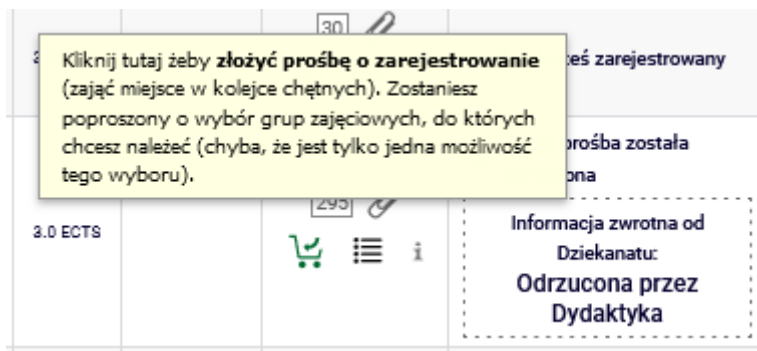 30
Kliknij tutaj żeby złożyć prośbę o zarejestrowanie
(zająć miejsce w kolejce chętnych). Zostaniesz
poproszony o wybór grup zajęciowych, do których
chcesz należeć (chyba, że jest tylko jedna możliwość
tego wyboru).
zarejestrowany
prośba została
295
3.0 ECTS
i
Informacja zwrotna od
Dziekanatu:
Odrzucona przez
Dydaktyka